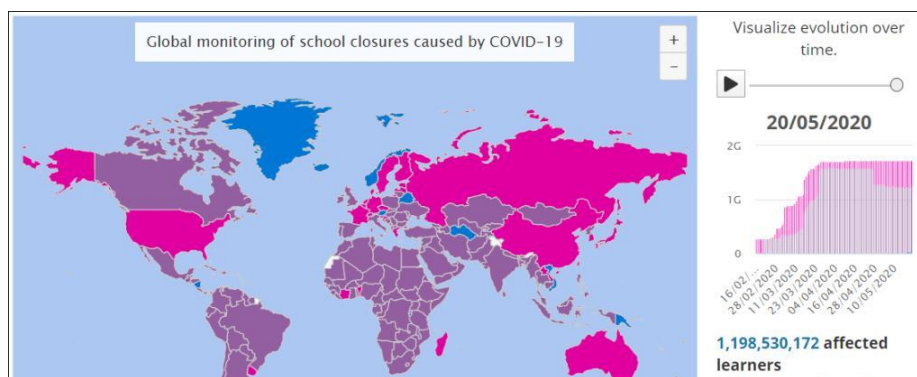 Global monitoring of school closures caused by COVID-19
+
−
Visualize evolution over
time.
20/05/2020
2G
1G
0
16/02/...
28/02/2020
11/03/2020
23/03/2020
04/04/2020
16/04/2020
28/04/2020
10/05/2020
1,198,530,172 affected
learners